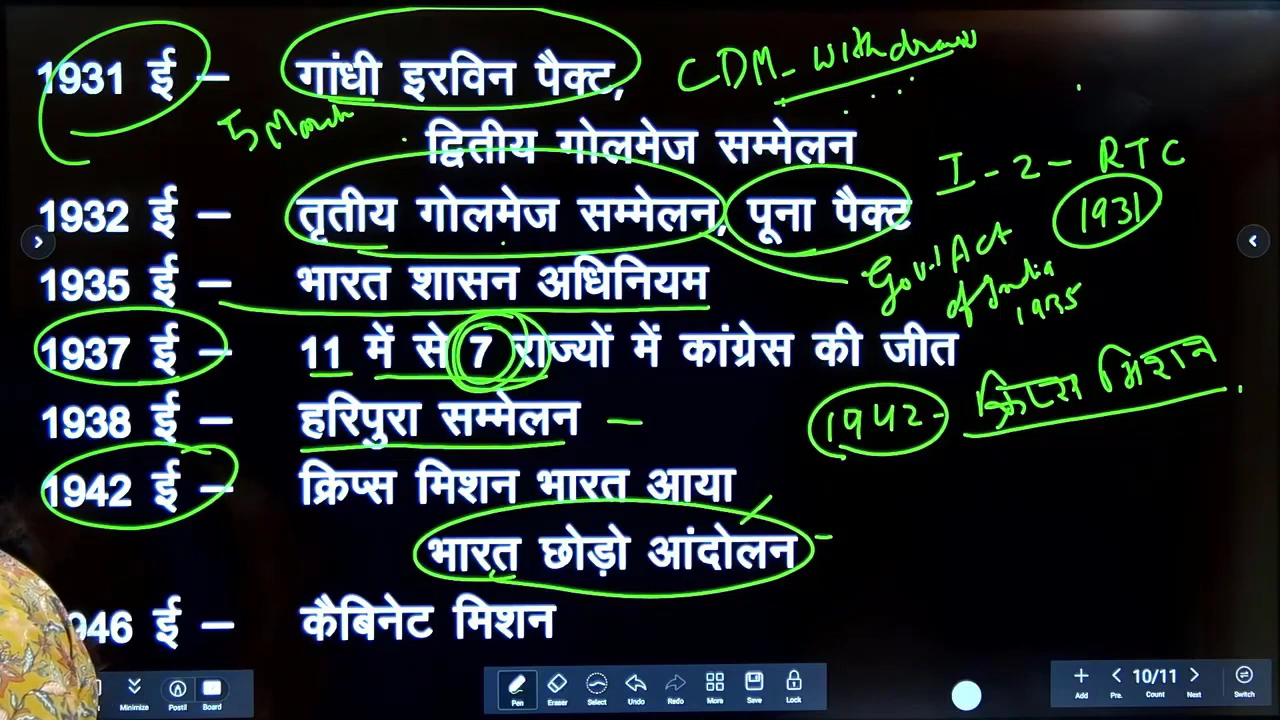 1931 ई – गांधी इरविन पैक्ट, CDM - withdraw
5 March
द्वितीय गोलमेज सम्मेलन
I - 2 - RTC
1932 ई – तृतीय गोलमेज सम्मेलन, पूना पैक्ट
1931
Govt Act
of India
1935
1935 ई – भारत शासन अधिनियम
1937 ई – 11 में से 7 राज्यों में कांग्रेस की जीत
1938 ई – हरिपुरा सम्मेलन –
1942 - क्रिप्स मिशन
1942 ई – क्रिप्स मिशन भारत आया
भारत छोड़ो आंदोलन -
946 ई – कैबिनेट मिशन
Minimize Postil Board
Pen Eraser Select Undo Redo More Save Lock
10/11
Add Pre. Count Next Switch